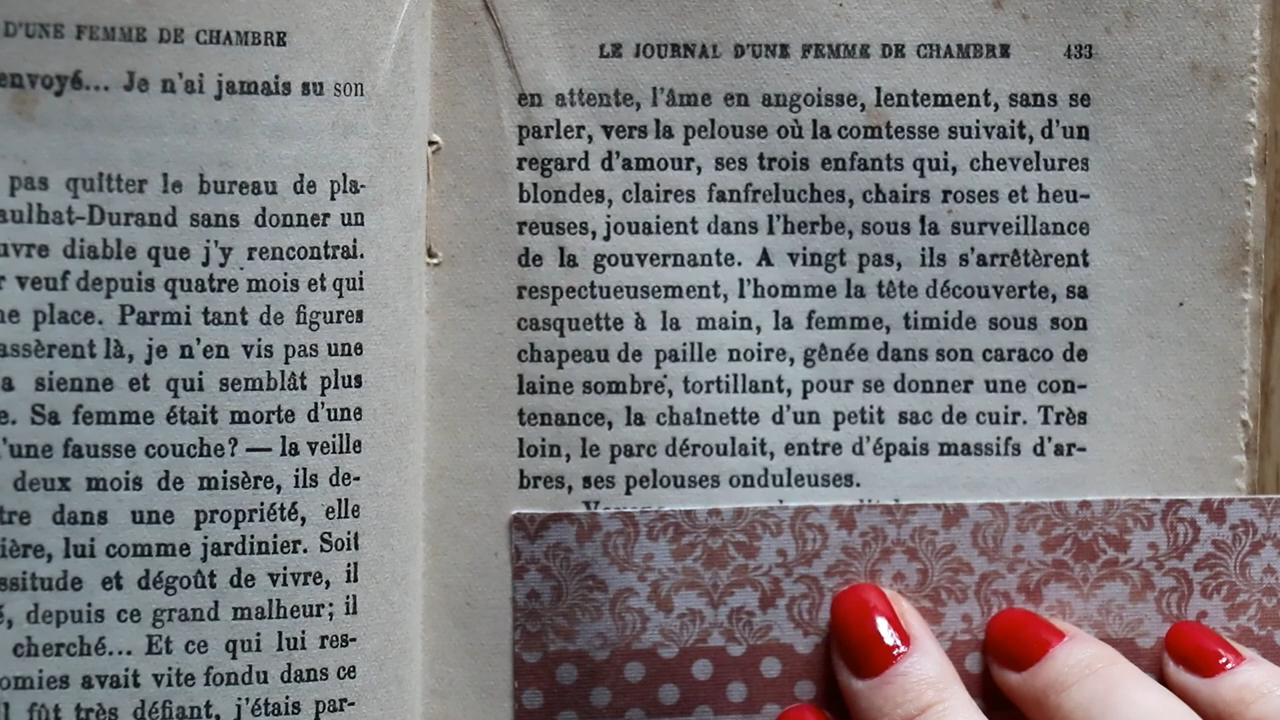 D'UNE FEMME DE CHAMBRE
envoyé... Je n'ai jamais su son
pas quitter le bureau de pla-
aulhat-Durand sans donner un
uvre diable que j'y rencontrai.
r veuf depuis quatre mois et qui
ne place. Parmi tant de figures
assèrent là, je n'en vis pas une
a sienne et qui semblât plus
e. Sa femme était morte d'une
d'une fausse couche? — la veille
deux mois de misère, ils de-
tre dans une propriété, elle
ière, lui comme jardinier. Soit
ssitude et dégoût de vivre, il
é, depuis ce grand malheur; il
cherché... Et ce qui lui res-
omies avait vite fondu dans ce
il fût très défiant, j'étais par-
LE JOURNAL D'UNE FEMME DE CHAMBRE 433
en attente, l'âme en angoisse, lentement, sans se
parler, vers la pelouse où la comtesse suivait, d'un
regard d'amour, ses trois enfants qui, chevelures
blondes, claires fanfreluches, chairs roses et heu-
reuses, jouaient dans l'herbe, sous la surveillance
de la gouvernante. A vingt pas, ils s'arrêtèrent
respectueusement, l'homme la tête découverte, sa
casquette à la main, la femme, timide sous son
chapeau de paille noire, gênée dans son caraco de
laine sombre, tortillant, pour se donner une con-
tenance, la chaînette d'un petit sac de cuir. Très
loin, le parc déroulait, entre d'épais massifs d'ar-
bres, ses pelouses onduleuses.